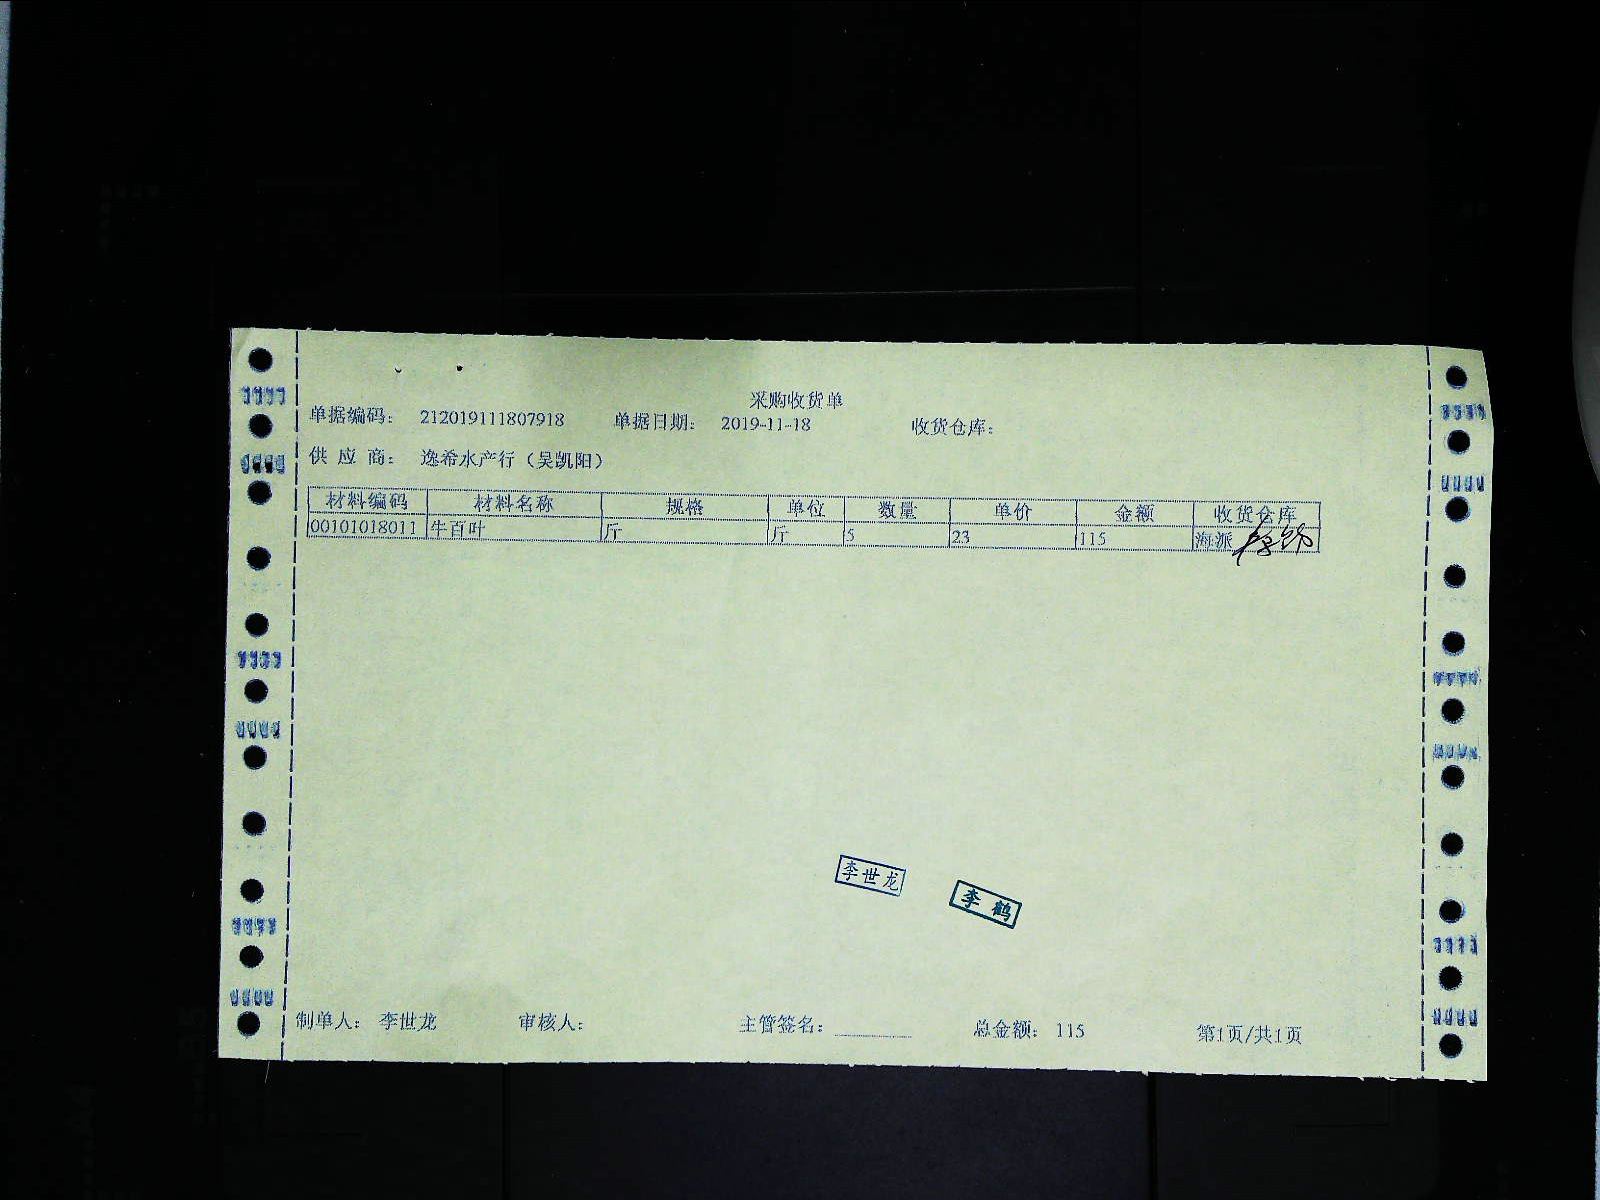 采购收货单
单据编码： 212019111807918 单据日期： 2019-11-18 收货仓库：
供 应 商： 逸希水产行（吴凯阳）
材料编码 材料名称 规格 单位 数量 单价 金额 收货仓库
00101018011 牛百叶 斤 斤 5 23 115 海派
李世龙
李鹤
制单人： 李世龙 审核人： 主管签名： 总金额： 115 第1页/共1页